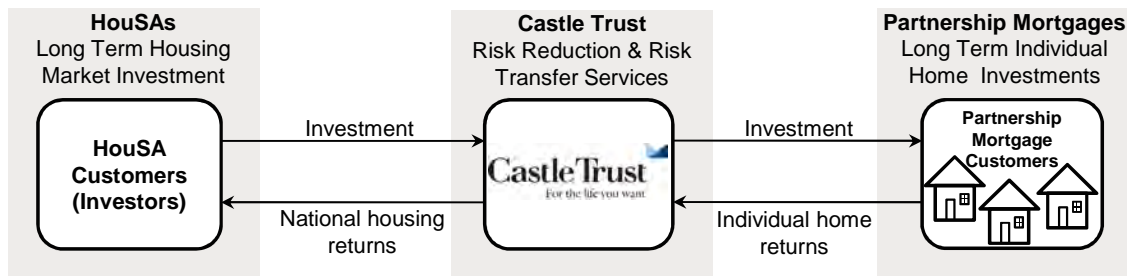 HouSAs
Long Term Housing
Market Investment
HouSA
Customers
(Investors)
Investment
National housing
returns
Castle Trust
Risk Reduction & Risk
Transfer Services
Castle Trust
For the life you want
Investment
Individual home
returns
Partnership Mortgages
Long Term Individual
Home Investments
Partnership
Mortgage
Customers